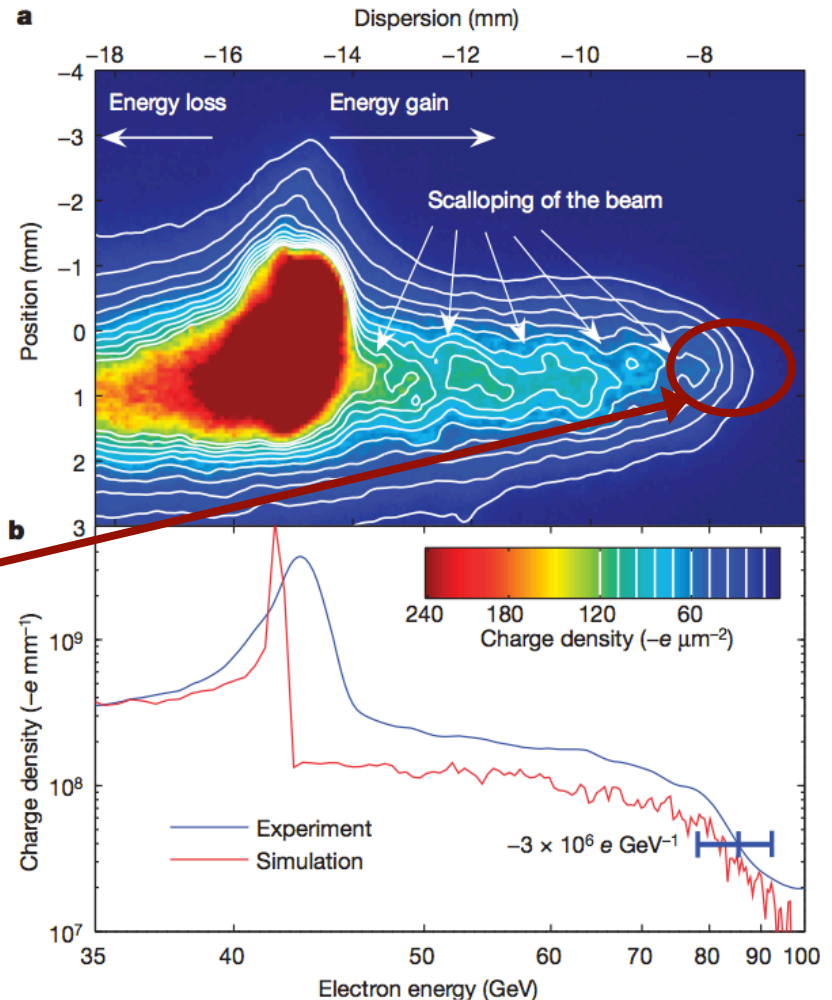 a
Dispersion (mm)
−18 −16 −14 −12 −10 −8
−4
Energy loss Energy gain
−3
Scalloping of the beam
−2
−1
0
1
2
3
Position (mm)
b
240 180 120 60
Charge density (−e μm⁻²)
10⁹
10⁸
10⁷
Charge density (−e mm⁻¹)
Experiment
Simulation
−3 × 10⁶ e GeV⁻¹
35 40 50 60 70 80 90 100
Electron energy (GeV)